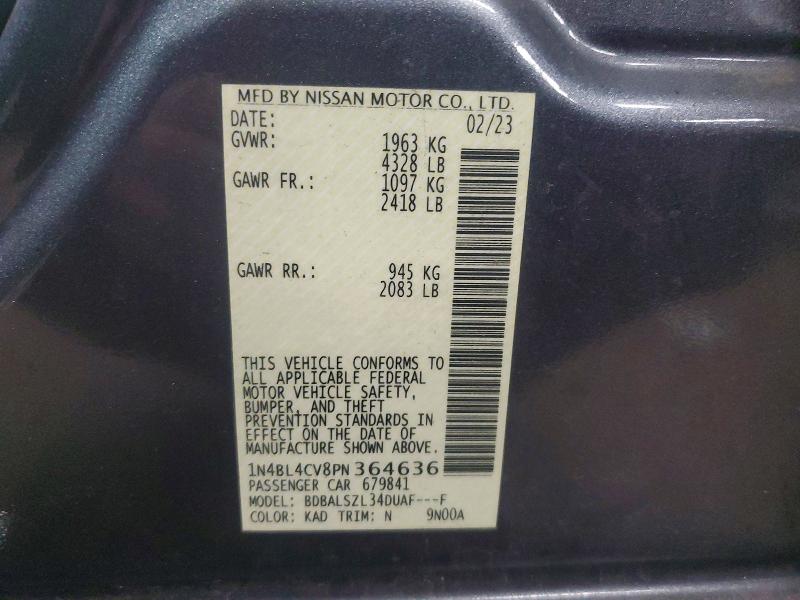 MFD BY NISSAN MOTOR CO., LTD.
DATE: 02/23
GVWR: 1963 KG
4328 LB
GAWR FR.: 1097 KG
2418 LB
GAWR RR.: 945 KG
2083 LB
THIS VEHICLE CONFORMS TO
ALL APPLICABLE FEDERAL
MOTOR VEHICLE SAFETY,
BUMPER, AND THEFT
PREVENTION STANDARDS IN
EFFECT ON THE DATE OF
MANUFACTURE SHOWN ABOVE.
1N4BL4CV8PN364636
PASSENGER CAR 679841
MODEL: BDBALSZL34DUAF---F
COLOR: KAD TRIM: N 9N00A